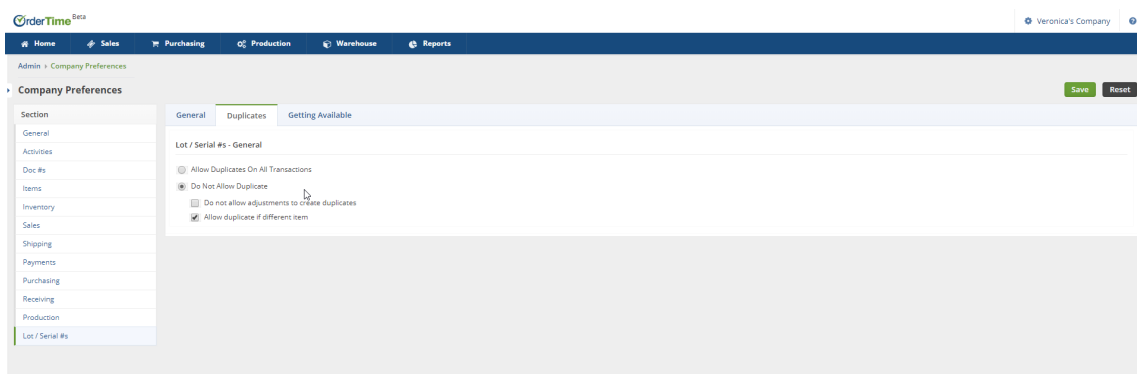 OrderTime Beta
Veronica's Company
Home Sales Purchasing Production Warehouse Reports
Admin › Company Preferences
Company Preferences
Save Reset
Section
General
Activities
Doc #s
Items
Inventory
Sales
Shipping
Payments
Purchasing
Receiving
Production
Lot / Serial #s
General Duplicates Getting Available
Lot / Serial #s - General
Allow Duplicates On All Transactions
Do Not Allow Duplicate
Do not allow adjustments to create duplicates
Allow duplicate if different item